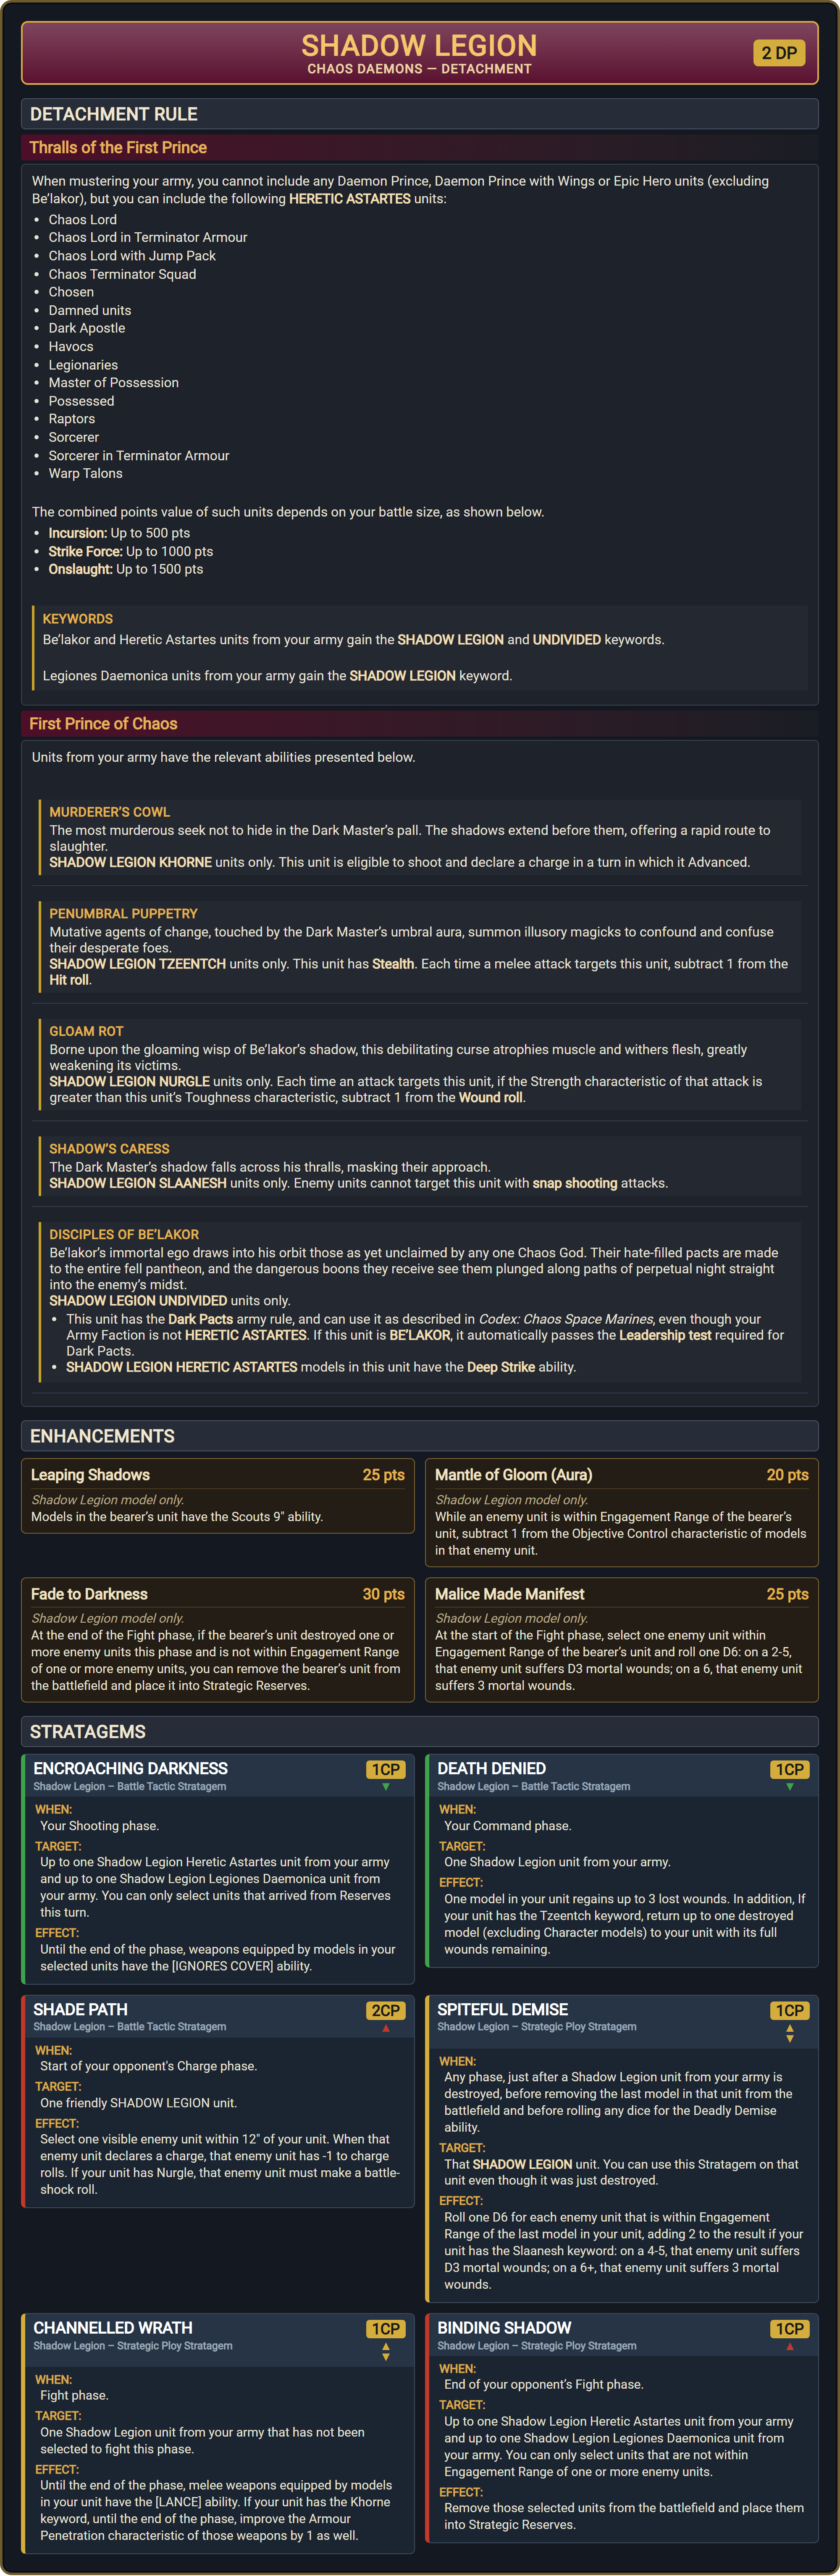 SHADOW LEGION
CHAOS DAEMONS — DETACHMENT
2 DP
DETACHMENT RULE
Thralls of the First Prince
When mustering your army, you cannot include any Daemon Prince, Daemon Prince with Wings or Epic Hero units (excluding
Be’lakor), but you can include the following HERETIC ASTARTES units:
• Chaos Lord
• Chaos Lord in Terminator Armour
• Chaos Lord with Jump Pack
• Chaos Terminator Squad
• Chosen
• Damned units
• Dark Apostle
• Havocs
• Legionaries
• Master of Possession
• Possessed
• Raptors
• Sorcerer
• Sorcerer in Terminator Armour
• Warp Talons
The combined points value of such units depends on your battle size, as shown below.
• Incursion: Up to 500 pts
• Strike Force: Up to 1000 pts
• Onslaught: Up to 1500 pts
KEYWORDS
Be’lakor and Heretic Astartes units from your army gain the SHADOW LEGION and UNDIVIDED keywords.
Legiones Daemonica units from your army gain the SHADOW LEGION keyword.
First Prince of Chaos
Units from your army have the relevant abilities presented below.
MURDERER’S COWL
The most murderous seek not to hide in the Dark Master’s pall. The shadows extend before them, offering a rapid route to
slaughter.
SHADOW LEGION KHORNE units only. This unit is eligible to shoot and declare a charge in a turn in which it Advanced.
PENUMBRAL PUPPETRY
Mutative agents of change, touched by the Dark Master’s umbral aura, summon illusory magicks to confound and confuse
their desperate foes.
SHADOW LEGION TZEENTCH units only. This unit has Stealth. Each time a melee attack targets this unit, subtract 1 from the
Hit roll.
GLOAM ROT
Borne upon the gloaming wisp of Be’lakor’s shadow, this debilitating curse atrophies muscle and withers flesh, greatly
weakening its victims.
SHADOW LEGION NURGLE units only. Each time an attack targets this unit, if the Strength characteristic of that attack is
greater than this unit’s Toughness characteristic, subtract 1 from the Wound roll.
SHADOW’S CARESS
The Dark Master’s shadow falls across his thralls, masking their approach.
SHADOW LEGION SLAANESH units only. Enemy units cannot target this unit with snap shooting attacks.
DISCIPLES OF BE’LAKOR
Be’lakor’s immortal ego draws into his orbit those as yet unclaimed by any one Chaos God. Their hate-filled pacts are made
to the entire fell pantheon, and the dangerous boons they receive see them plunged along paths of perpetual night straight
into the enemy’s midst.
SHADOW LEGION UNDIVIDED units only.
• This unit has the Dark Pacts army rule, and can use it as described in Codex: Chaos Space Marines, even though your
Army Faction is not HERETIC ASTARTES. If this unit is BE’LAKOR, it automatically passes the Leadership test required for
Dark Pacts.
• SHADOW LEGION HERETIC ASTARTES models in this unit have the Deep Strike ability.
ENHANCEMENTS
Leaping Shadows 25 pts
Shadow Legion model only.
Models in the bearer’s unit have the Scouts 9" ability.
Mantle of Gloom (Aura) 20 pts
Shadow Legion model only.
While an enemy unit is within Engagement Range of the bearer’s
unit, subtract 1 from the Objective Control characteristic of models
in that enemy unit.
Fade to Darkness 30 pts
Shadow Legion model only.
At the end of the Fight phase, if the bearer’s unit destroyed one or
more enemy units this phase and is not within Engagement Range
of one or more enemy units, you can remove the bearer’s unit from
the battlefield and place it into Strategic Reserves.
Malice Made Manifest 25 pts
Shadow Legion model only.
At the start of the Fight phase, select one enemy unit within
Engagement Range of the bearer’s unit and roll one D6: on a 2-5,
that enemy unit suffers D3 mortal wounds; on a 6, that enemy unit
suffers 3 mortal wounds.
STRATAGEMS
ENCROACHING DARKNESS 1CP
Shadow Legion – Battle Tactic Stratagem
WHEN:
Your Shooting phase.
TARGET:
Up to one Shadow Legion Heretic Astartes unit from your army
and up to one Shadow Legion Legiones Daemonica unit from
your army. You can only select units that arrived from Reserves
this turn.
EFFECT:
Until the end of the phase, weapons equipped by models in your
selected units have the [IGNORES COVER] ability.
DEATH DENIED 1CP
Shadow Legion – Battle Tactic Stratagem
WHEN:
Your Command phase.
TARGET:
One Shadow Legion unit from your army.
EFFECT:
One model in your unit regains up to 3 lost wounds. In addition, If
your unit has the Tzeentch keyword, return up to one destroyed
model (excluding Character models) to your unit with its full
wounds remaining.
SHADE PATH 2CP
Shadow Legion – Battle Tactic Stratagem
WHEN:
Start of your opponent's Charge phase.
TARGET:
One friendly SHADOW LEGION unit.
EFFECT:
Select one visible enemy unit within 12" of your unit. When that
enemy unit declares a charge, that enemy unit has -1 to charge
rolls. If your unit has Nurgle, that enemy unit must make a battle-
shock roll.
SPITEFUL DEMISE 1CP
Shadow Legion – Strategic Ploy Stratagem
WHEN:
Any phase, just after a Shadow Legion unit from your army is
destroyed, before removing the last model in that unit from the
battlefield and before rolling any dice for the Deadly Demise
ability.
TARGET:
That SHADOW LEGION unit. You can use this Stratagem on that
unit even though it was just destroyed.
EFFECT:
Roll one D6 for each enemy unit that is within Engagement
Range of the last model in your unit, adding 2 to the result if your
unit has the Slaanesh keyword: on a 4-5, that enemy unit suffers
D3 mortal wounds; on a 6+, that enemy unit suffers 3 mortal
wounds.
CHANNELLED WRATH 1CP
Shadow Legion – Strategic Ploy Stratagem
WHEN:
Fight phase.
TARGET:
One Shadow Legion unit from your army that has not been
selected to fight this phase.
EFFECT:
Until the end of the phase, melee weapons equipped by models
in your unit have the [LANCE] ability. If your unit has the Khorne
keyword, until the end of the phase, improve the Armour
Penetration characteristic of those weapons by 1 as well.
BINDING SHADOW 1CP
Shadow Legion – Strategic Ploy Stratagem
WHEN:
End of your opponent’s Fight phase.
TARGET:
Up to one Shadow Legion Heretic Astartes unit from your army
and up to one Shadow Legion Legiones Daemonica unit from
your army. You can only select units that are not within
Engagement Range of one or more enemy units.
EFFECT:
Remove those selected units from the battlefield and place them
into Strategic Reserves.